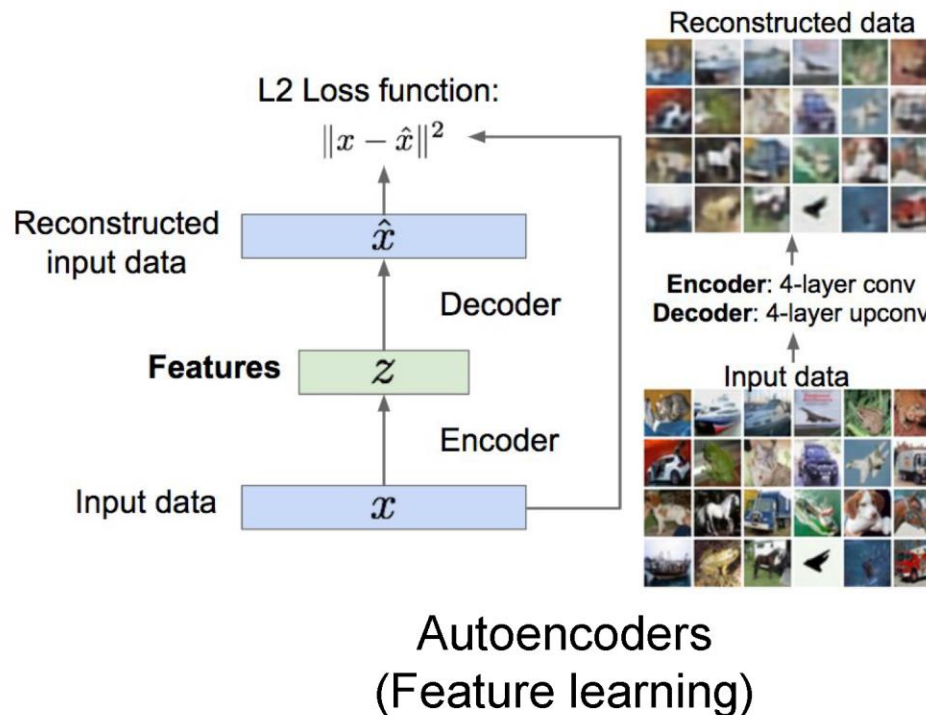 Reconstructed data
L2 Loss function:
‖x − x̂‖²
Reconstructed
input data
x̂
Decoder
Features
z
Encoder
Input data
x
Encoder: 4-layer conv
Decoder: 4-layer upconv
Input data
Autoencoders
(Feature learning)